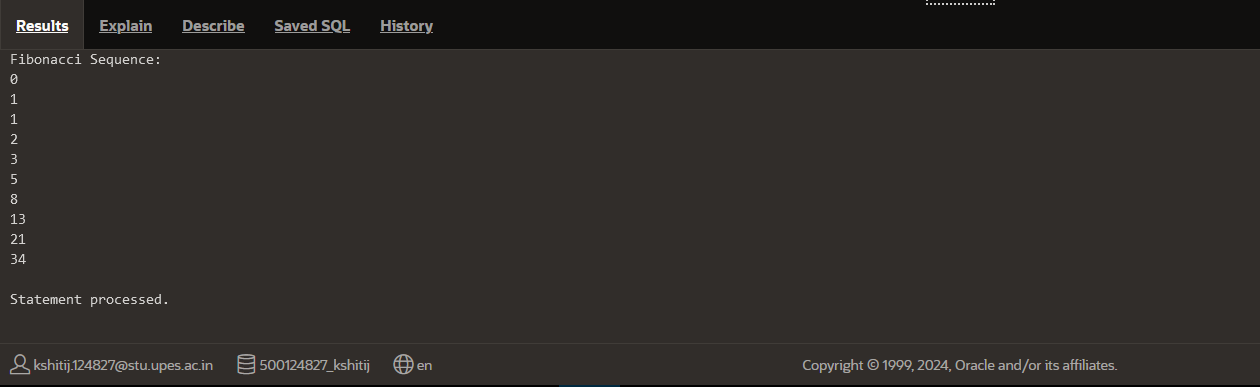 Results Explain Describe Saved SQL History
Fibonacci Sequence:
0
1
1
2
3
5
8
13
21
34
Statement processed.
kshitij.124827@stu.upes.ac.in 500124827_kshitij en Copyright © 1999, 2024, Oracle and/or its affiliates.